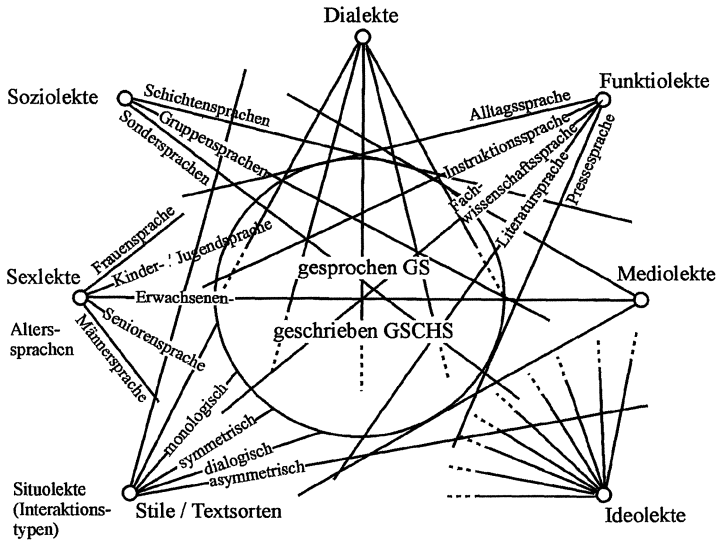 Dialekte
Soziolekte
Schichtensprachen
Gruppensprachen
Sondersprachen
Funktiolekte
Alltagssprache
Instruktionssprache
Fach-
wissenschaftssprache
Literatursprache
Pressesprache
Sexlekte
Alters-
sprachen
Frauensprache
Kinder- / Jugendsprache
Erwachsenen-
Seniorensprache
Männersprache
gesprochen GS
geschrieben GSCHS
Mediolekte
monologisch
symmetrisch
dialogisch
asymmetrisch
Situolekte
(Interaktions-
typen)
Stile / Textsorten
Ideolekte